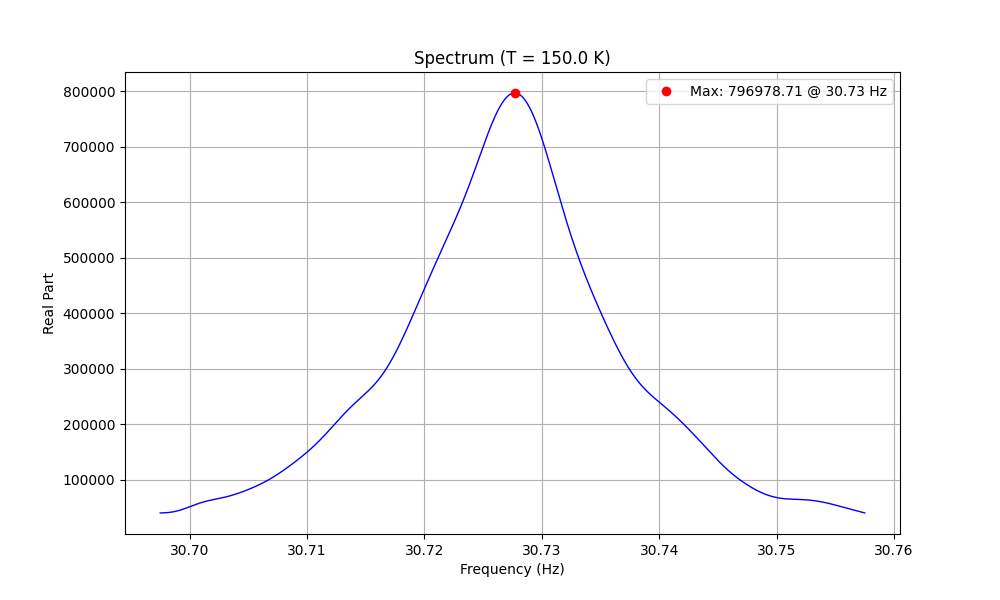 Spectrum (T = 150.0 K)
Max: 796978.71 @ 30.73 Hz
800000
700000
600000
500000
400000
300000
200000
100000
Real Part
30.70 30.71 30.72 30.73 30.74 30.75 30.76
Frequency (Hz)